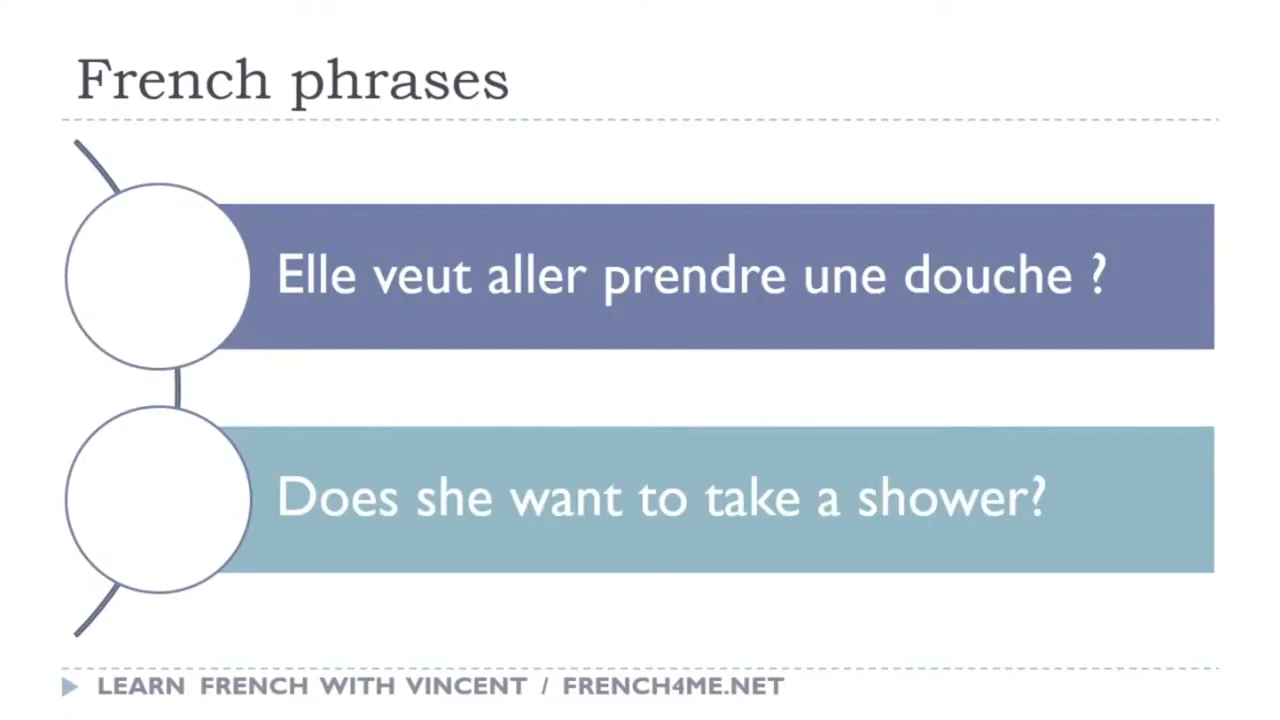 French phrases
Elle veut aller prendre une douche ?
Does she want to take a shower?
LEARN FRENCH WITH VINCENT / FRENCH4ME.NET